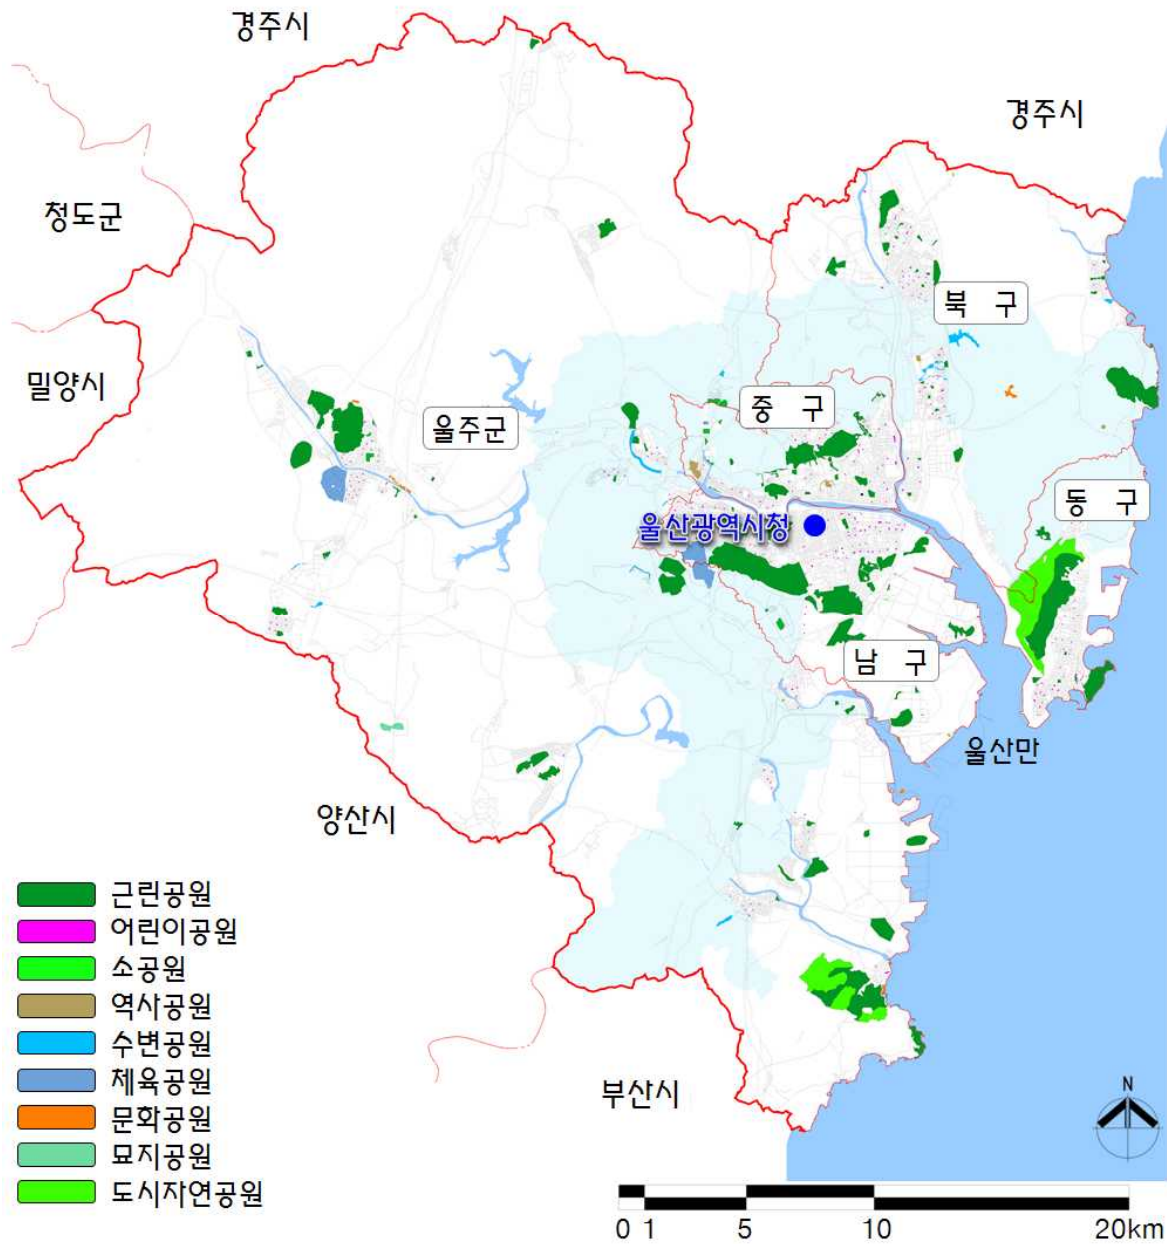 경주시
경주시
청도군
북 구
밀양시
중 구
울주군
동 구
울산광역시청
남 구
울산만
양산시
근린공원
어린이공원
소공원
역사공원
수변공원
체육공원
문화공원
묘지공원
도시자연공원
부산시
N
0 1 5 10 20km